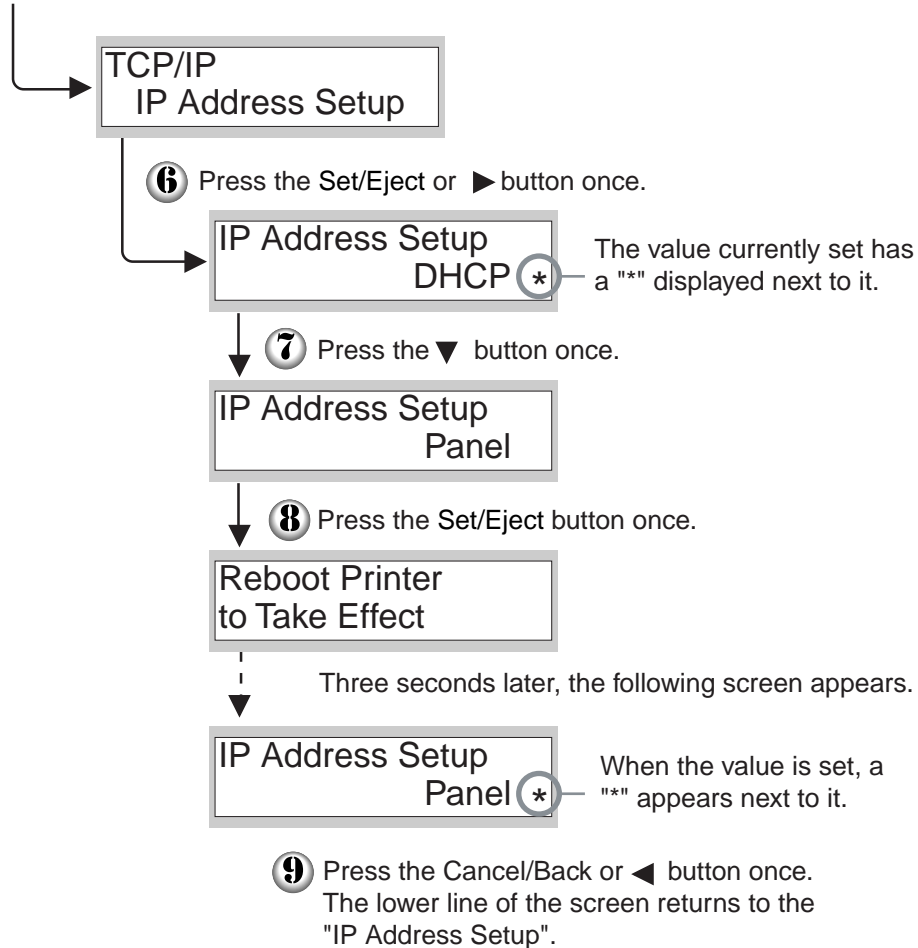 TCP/IP
IP Address Setup
6 Press the Set/Eject or ▶ button once.
IP Address Setup
DHCP *
The value currently set has
a "*" displayed next to it.
7 Press the ▼ button once.
IP Address Setup
Panel
8 Press the Set/Eject button once.
Reboot Printer
to Take Effect
Three seconds later, the following screen appears.
IP Address Setup
Panel *
When the value is set, a
"*" appears next to it.
9 Press the Cancel/Back or ◀ button once.
The lower line of the screen returns to the
"IP Address Setup".